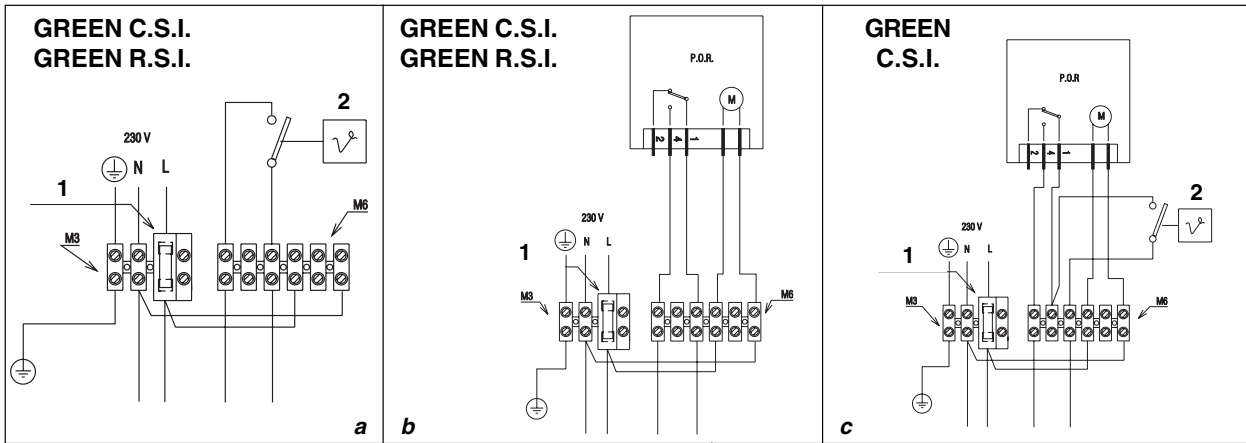 GREEN C.S.I.
GREEN R.S.I.
2
230 V
N L
1
M6
M3
a
GREEN C.S.I.
GREEN R.S.I.
P.O.R.
M
2 4 1
230 V
N L
1
M3
M6
b
GREEN
C.S.I.
P.O.R
M
2 4 1
2
230 V
N L
1
M3
M6
c